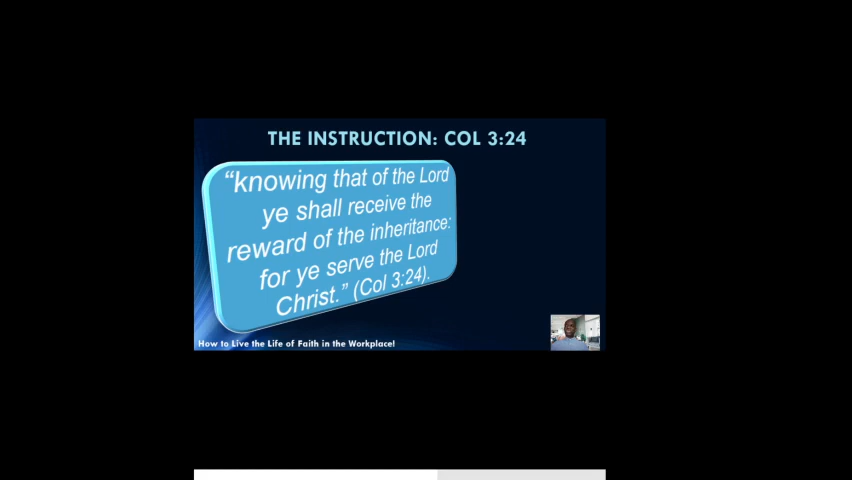 THE INSTRUCTION: COL 3:24
“knowing that of the Lord
ye shall receive the
reward of the inheritance:
for ye serve the Lord
Christ.” (Col 3:24).
How to Live the Life of Faith in the Workplace!